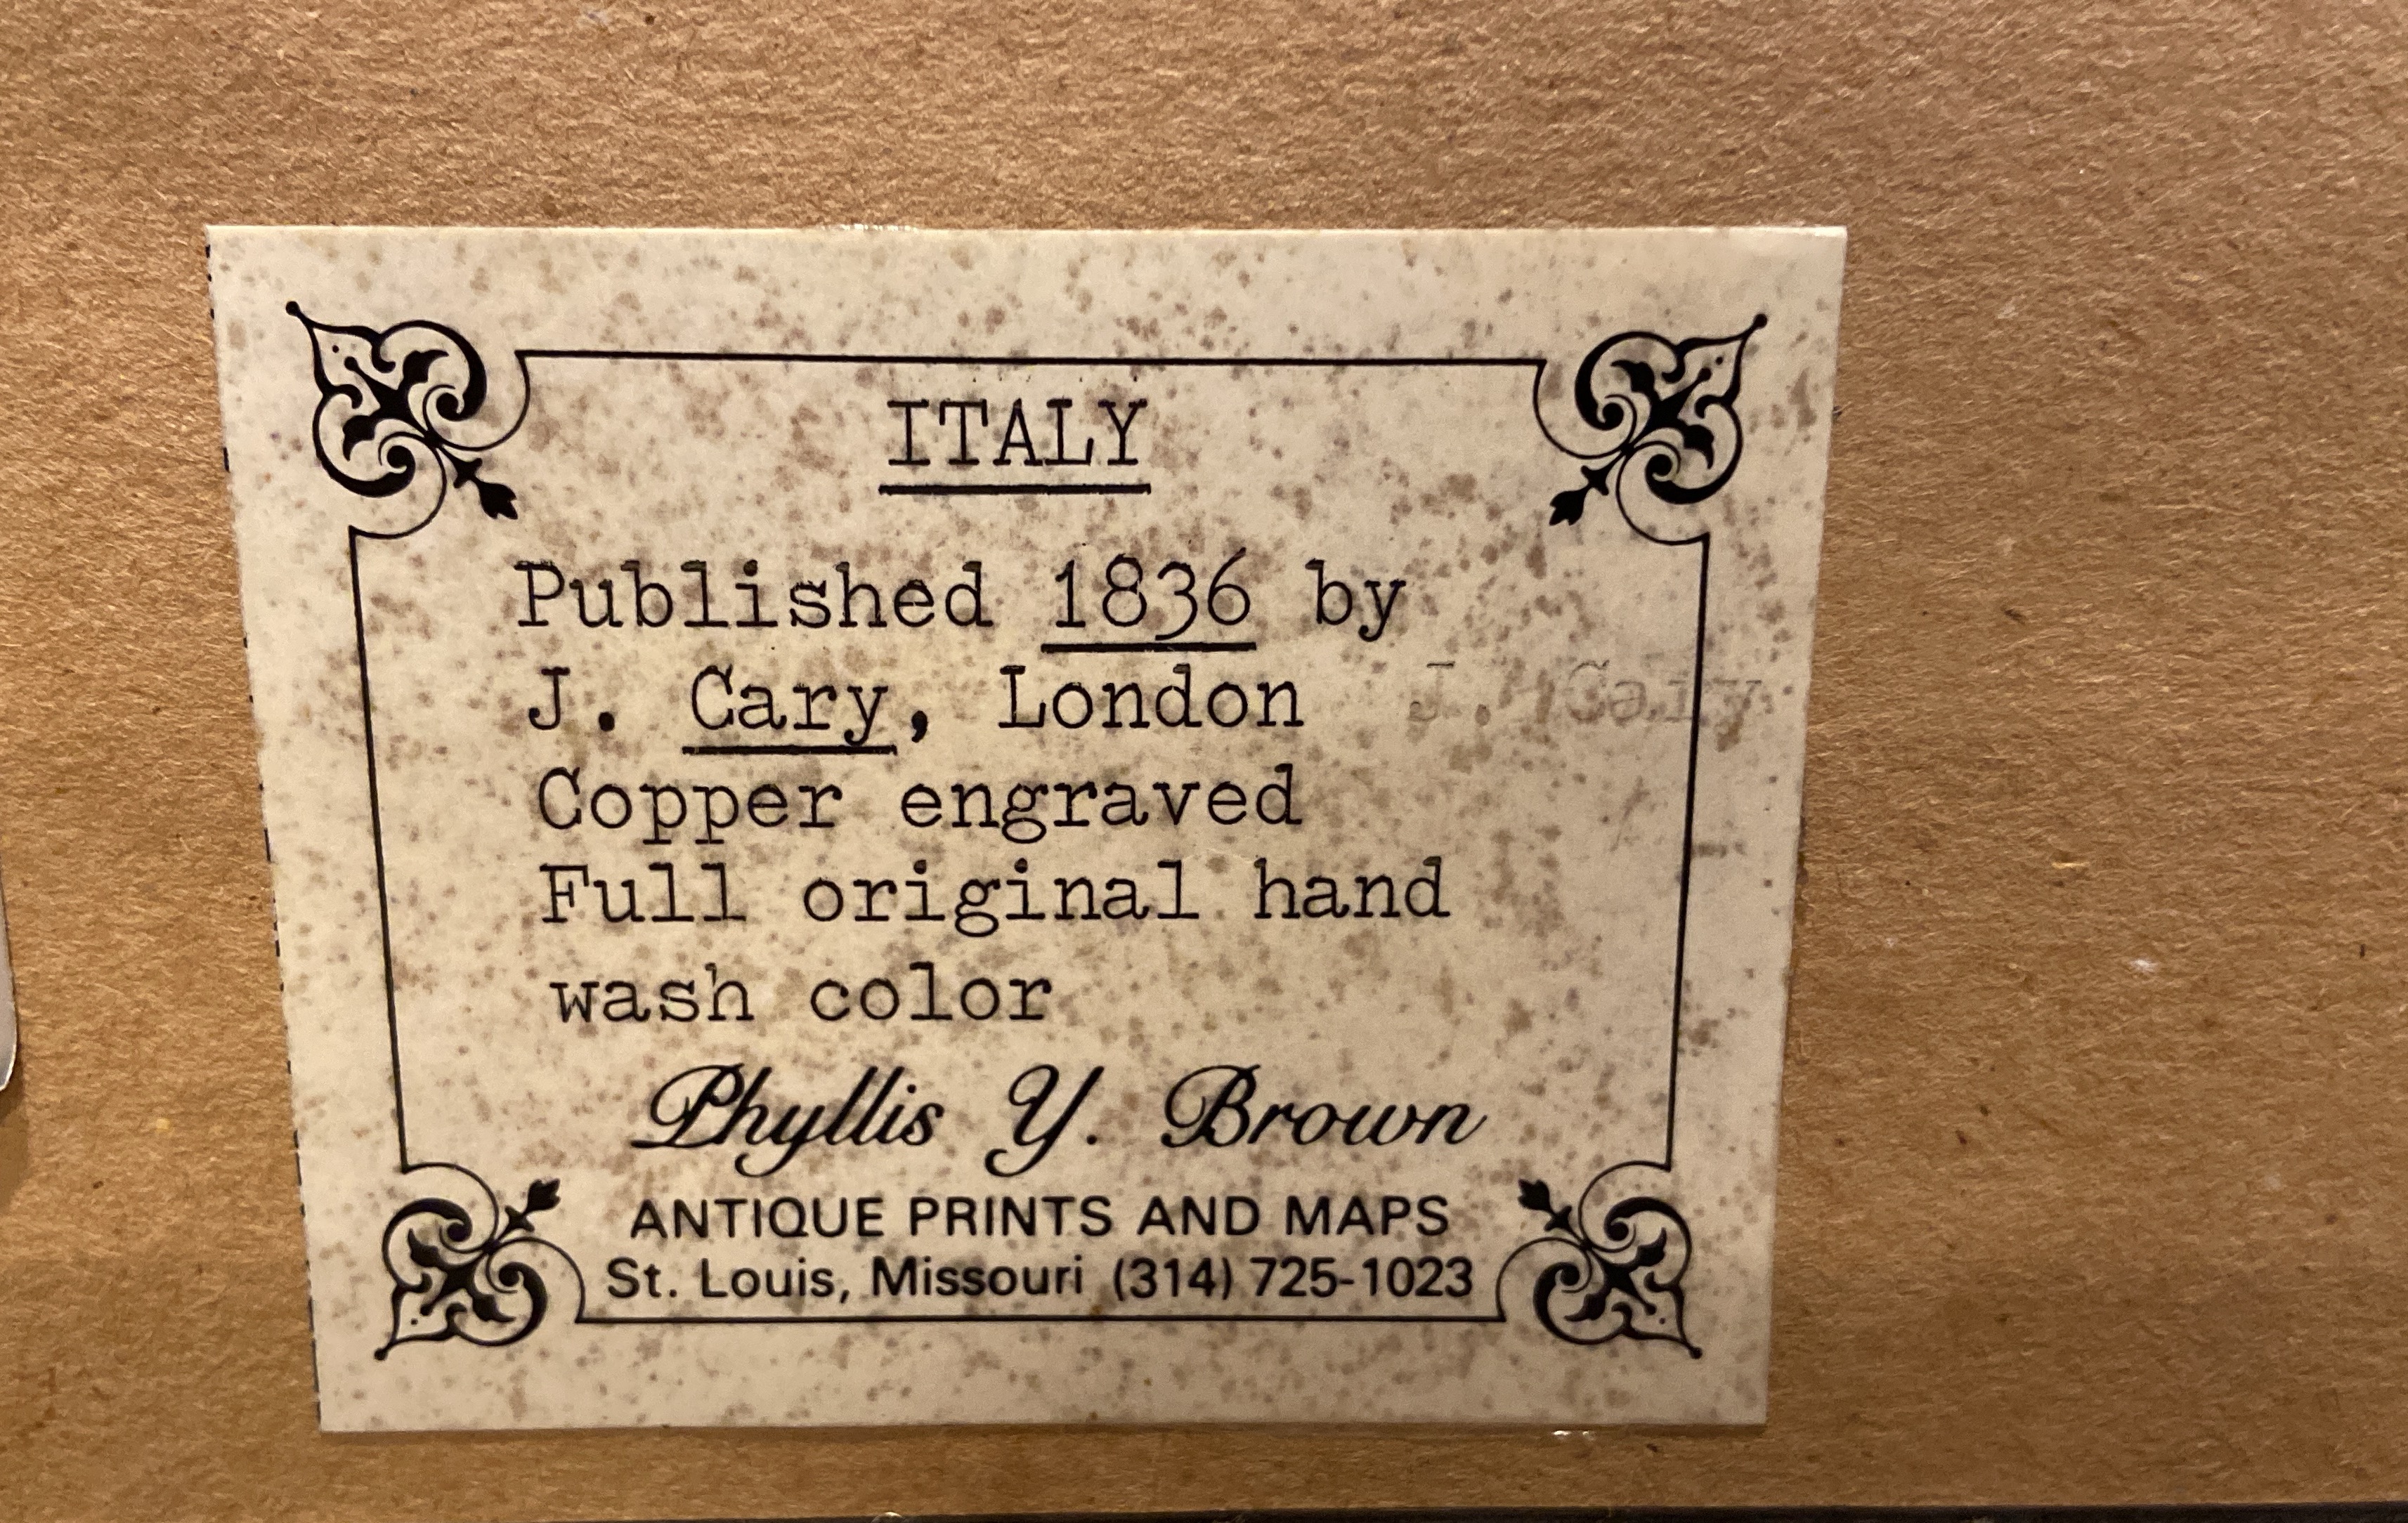 ITALY
Published 1836 by
J. Cary, London J. Cary
Copper engraved
Full original hand
wash color
Phyllis Y. Brown
ANTIQUE PRINTS AND MAPS
St. Louis, Missouri (314) 725-1023